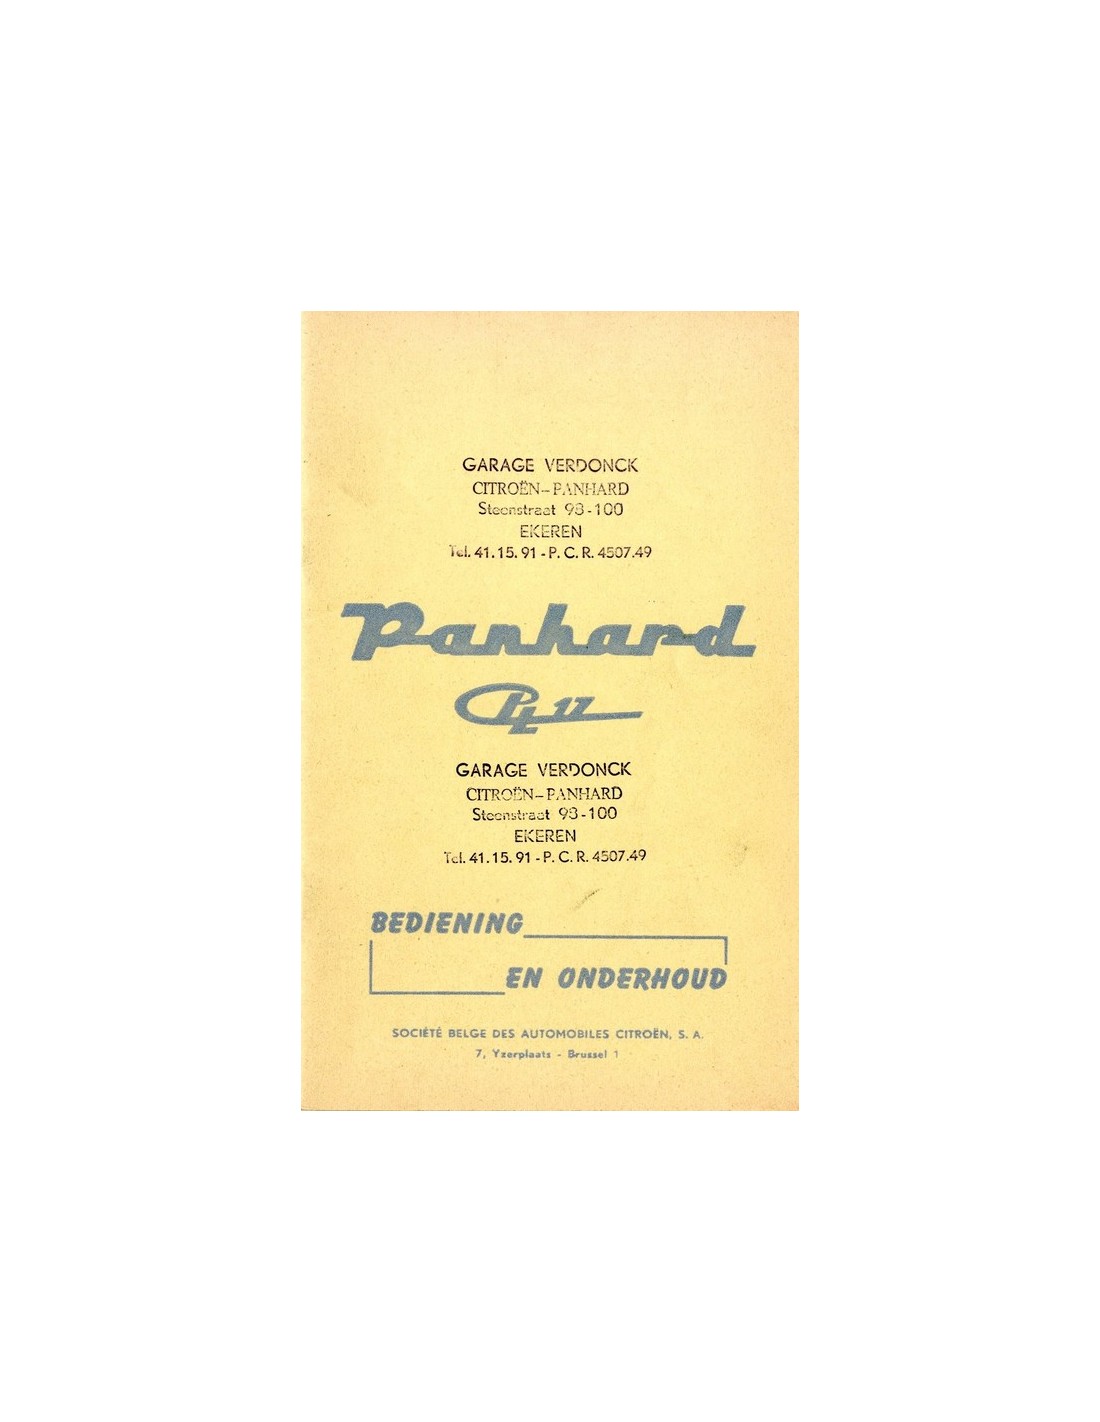 GARAGE VERDONCK
CITROËN-PANHARD
Steenstraat 98-100
EKEREN
Tel. 41.15.91 - P.C.R. 4507.49
Panhard
PL 17
GARAGE VERDONCK
CITROËN-PANHARD
Steenstraat 98-100
EKEREN
Tel. 41.15.91 - P.C.R. 4507.49
BEDIENING
EN ONDERHOUD
SOCIÉTÉ BELGE DES AUTOMOBILES CITROËN, S. A.
7, Yzerplaats - Brussel 1